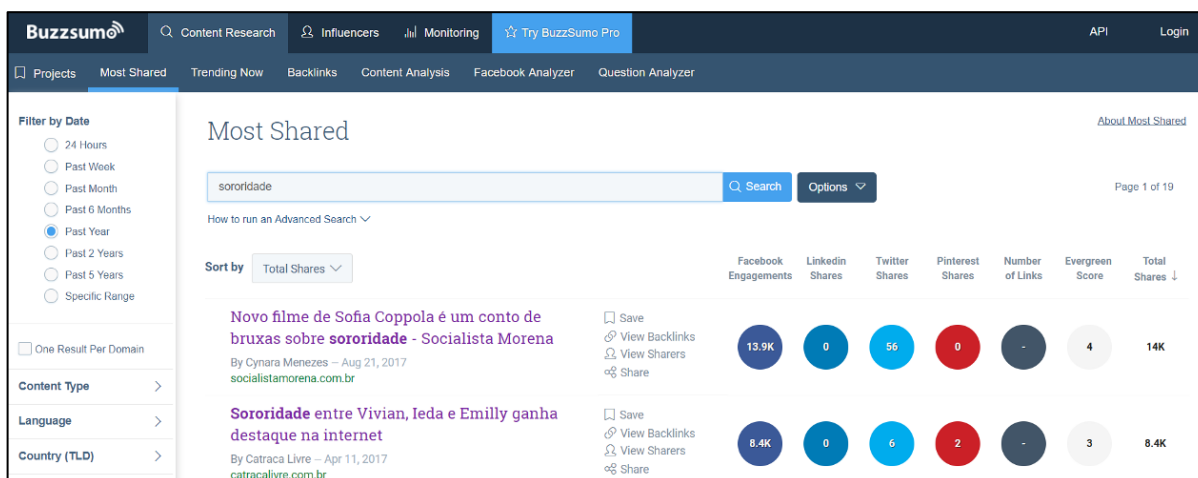 Buzzsumo Content Research Influencers Monitoring Try BuzzSumo Pro API Login
Projects Most Shared Trending Now Backlinks Content Analysis Facebook Analyzer Question Analyzer
Filter by Date
24 Hours
Past Week
Past Month
Past 6 Months
Past Year
Past 2 Years
Past 5 Years
Specific Range
One Result Per Domain
Content Type
Language
Country (TLD)
Most Shared
About Most Shared
sororidade Search Options Page 1 of 19
How to run an Advanced Search
Sort by Total Shares
Facebook Engagements
Linkedin Shares
Twitter Shares
Pinterest Shares
Number of Links
Evergreen Score
Total Shares ↓
Novo filme de Sofia Coppola é um conto de
bruxas sobre sororidade - Socialista Morena
By Cynara Menezes – Aug 21, 2017
socialistamorena.com.br
Save
View Backlinks
View Sharers
Share
13.9K 0 56 0 - 4 14K
Sororidade entre Vivian, Ieda e Emilly ganha
destaque na internet
By Catraca Livre – Apr 11, 2017
catracalivre.com.br
Save
View Backlinks
View Sharers
Share
8.4K 0 6 2 - 3 8.4K